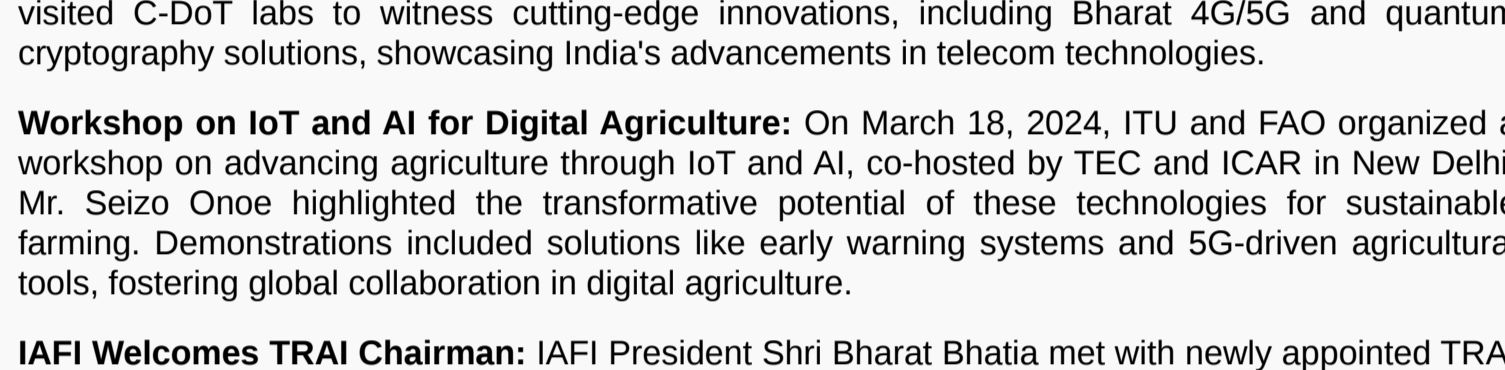 visited C-DoT labs to witness cutting-edge innovations, including Bharat 4G/5G and
cryptography solutions, showcasing India's advancements in telecom technologies.
Workshop on IoT and AI for Digital Agriculture: On March 18, 2024, ITU and FAO organized
workshop on advancing agriculture through IoT and AI, co-hosted by TEC and ICAR in New Delhi
Mr. Seizo Onoe highlighted the transformative potential of these technologies for sustainable
farming. Demonstrations included solutions like early warning systems and 5G-driven
tools, fostering global collaboration in digital agriculture.
IAFI Welcomes TRAI Chairman: IAFI President Shri Bharat Bhatia met with newly appointed